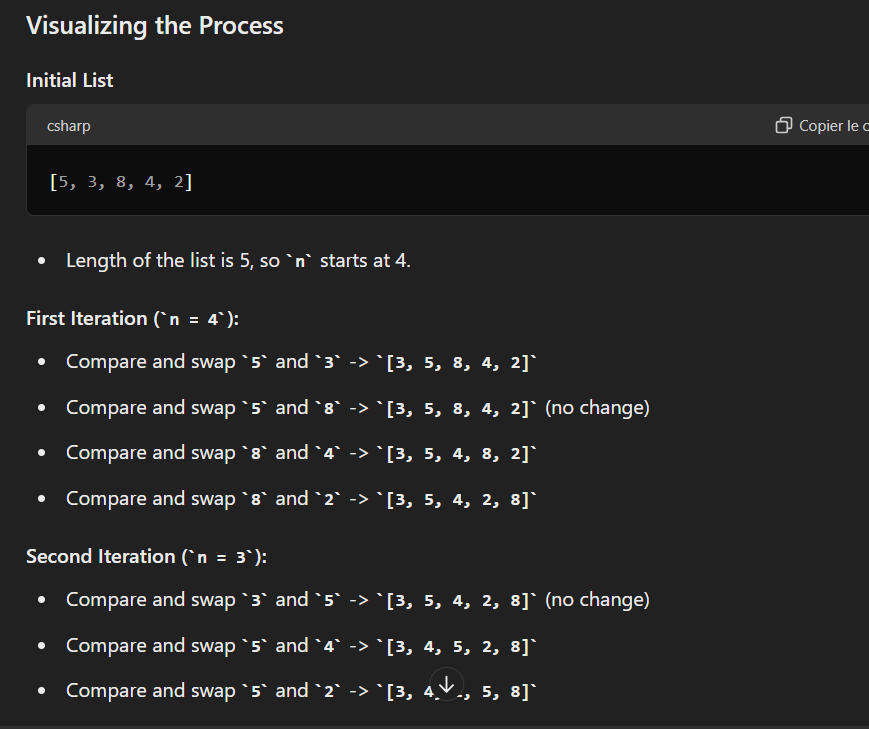 Visualizing the Process
Initial List
csharp Copier le c
[5, 3, 8, 4, 2]
• Length of the list is 5, so `n` starts at 4.
First Iteration (`n = 4`):
• Compare and swap `5` and `3` -> `[3, 5, 8, 4, 2]`
• Compare and swap `5` and `8` -> `[3, 5, 8, 4, 2]` (no change)
• Compare and swap `8` and `4` -> `[3, 5, 4, 8, 2]`
• Compare and swap `8` and `2` -> `[3, 5, 4, 2, 8]`
Second Iteration (`n = 3`):
• Compare and swap `3` and `5` -> `[3, 5, 4, 2, 8]` (no change)
• Compare and swap `5` and `4` -> `[3, 4, 5, 2, 8]`
• Compare and swap `5` and `2` -> `[3, 4, 5, 8]`